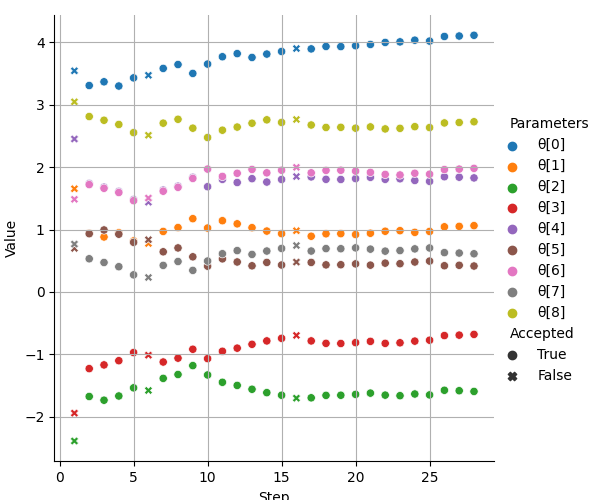 4
3
2
1
0
−1
−2
Value
0
5
10
15
20
25
Step
Parameters
θ[0]
θ[1]
θ[2]
θ[3]
θ[4]
θ[5]
θ[6]
θ[7]
θ[8]
Accepted
True
False